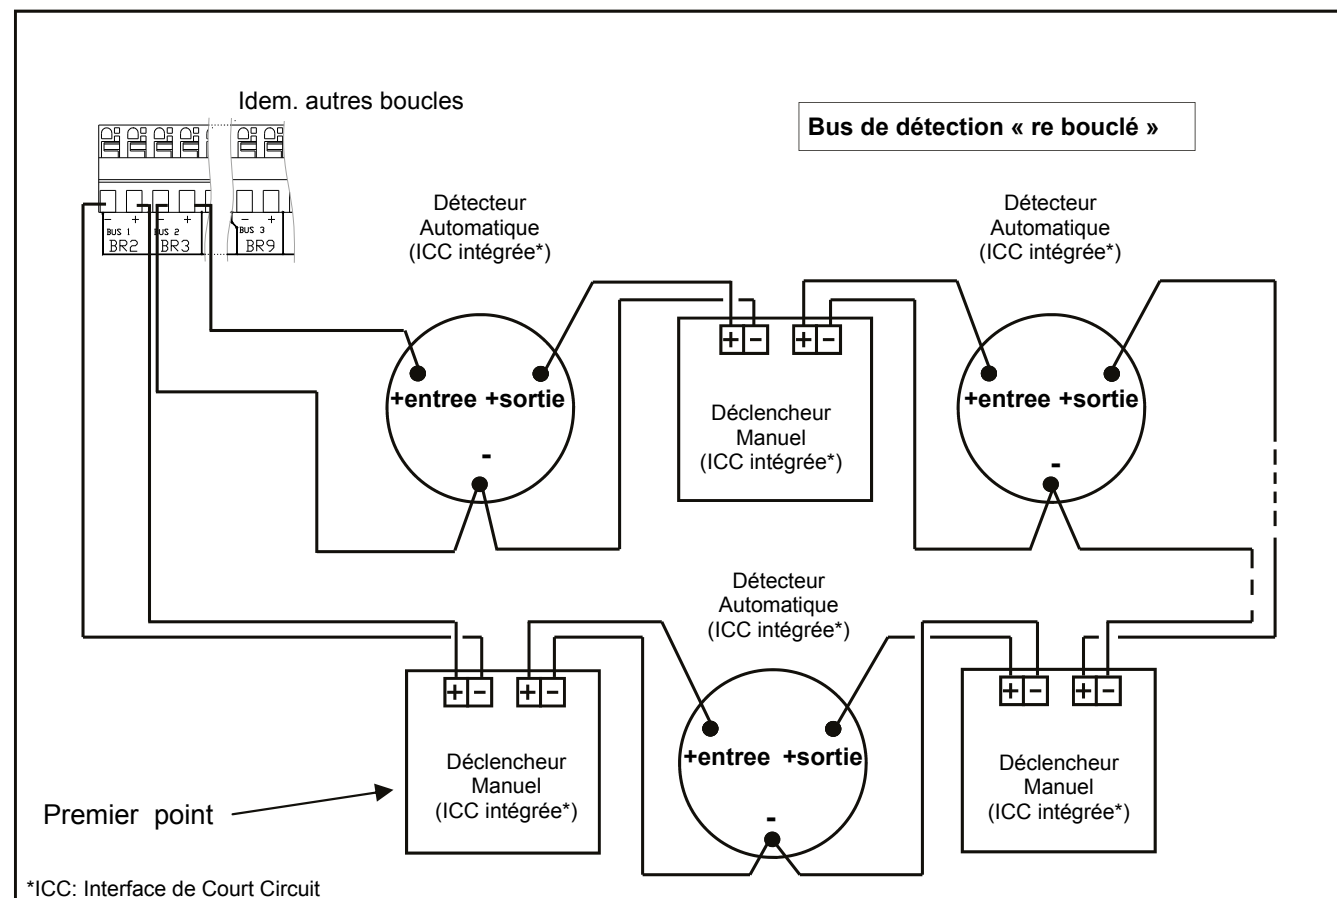 Idem. autres boucles
Bus de détection « re bouclé »
- + - + - +
BUS 1 BUS 2 BUS 3
BR2 BR3 BR9
Détecteur
Automatique
(ICC intégrée*)
Détecteur
Automatique
(ICC intégrée*)
+entree +sortie
-
+ - + -
Déclencheur
Manuel
(ICC intégrée*)
+entree +sortie
-
Détecteur
Automatique
(ICC intégrée*)
+ - + -
Déclencheur
Manuel
(ICC intégrée*)
+entree +sortie
-
+ - + -
Déclencheur
Manuel
(ICC intégrée*)
Premier point
*ICC: Interface de Court Circuit